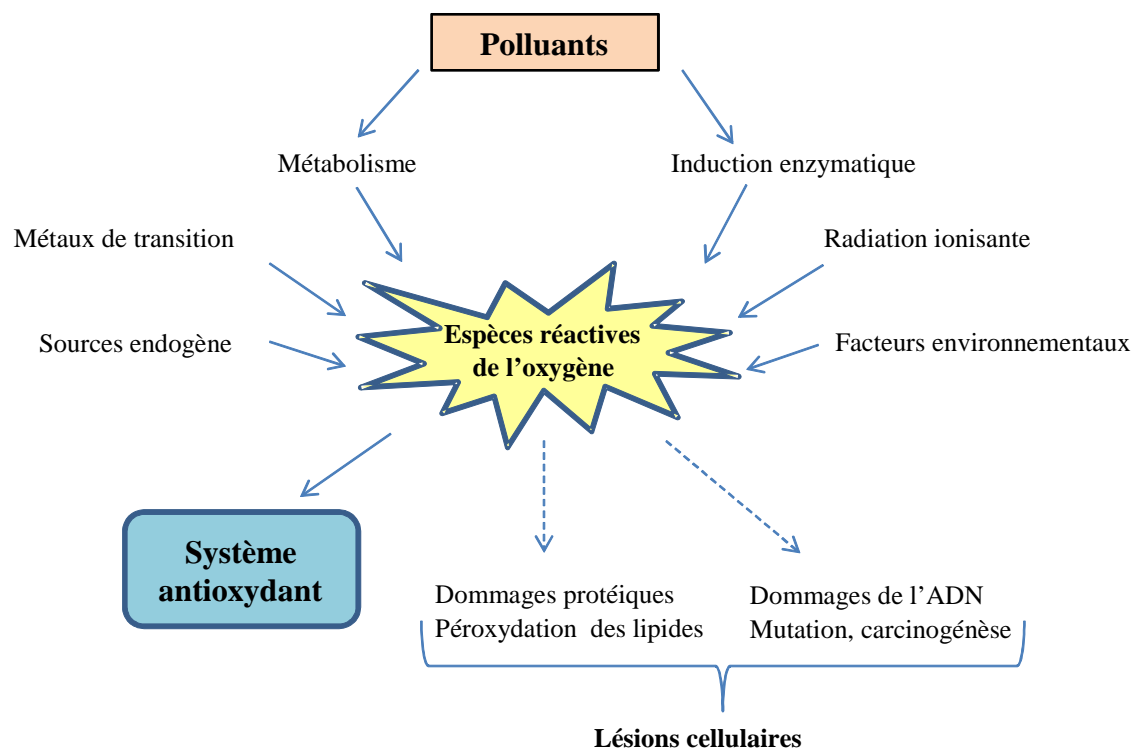 Polluants
Métabolisme
Induction enzymatique
Métaux de transition
Radiation ionisante
Sources endogène
Espèces réactives
de l’oxygène
Facteurs environnementaux
Système
antioxydant
Dommages protéiques
Péroxydation des lipides
Dommages de l’ADN
Mutation, carcinogénèse
Lésions cellulaires